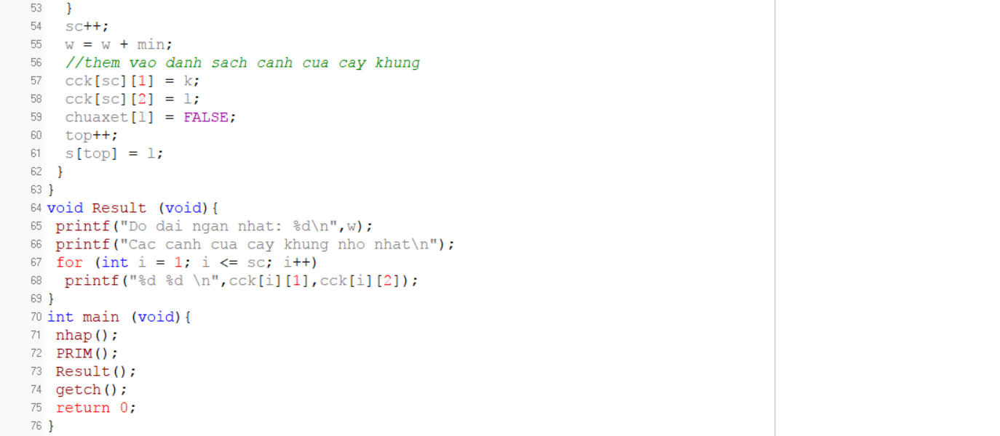 53 }
54 sc++;
55 w = w + min;
56 //them vao danh sach canh cua cay khung
57 cck[sc][1] = k;
58 cck[sc][2] = l;
59 chuaxet[l] = FALSE;
60 top++;
61 s[top] = l;
62 }
63 }
64 void Result (void){
65 printf("Do dai ngan nhat: %d\n",w);
66 printf("Cac canh cua cay khung nho nhat\n");
67 for (int i = 1; i <= sc; i++)
68 printf("%d %d \n",cck[i][1],cck[i][2]);
69 }
70 int main (void){
71 nhap();
72 PRIM();
73 Result();
74 getch();
75 return 0;
76 }